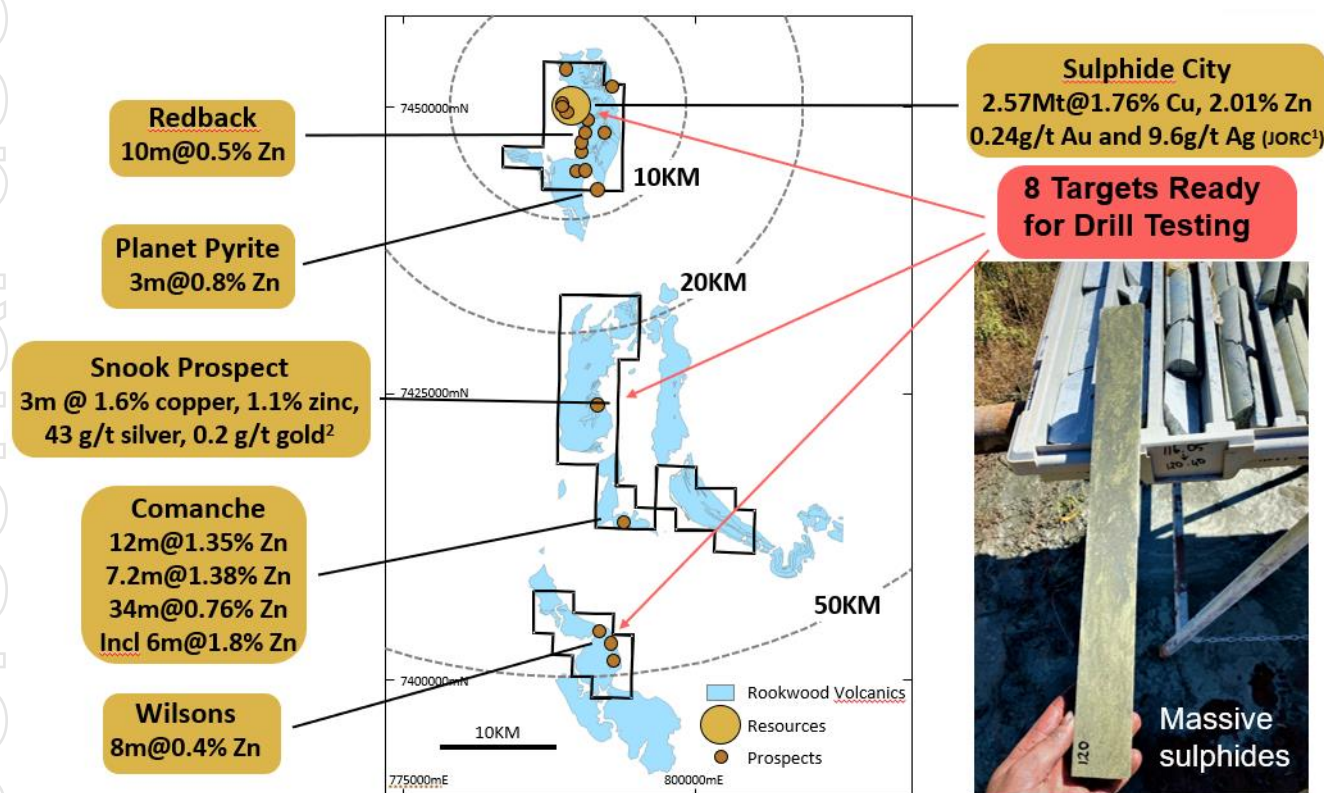 Redback
10m@0.5% Zn
Planet Pyrite
3m@0.8% Zn
Snook Prospect
3m @ 1.6% copper, 1.1% zinc,
43 g/t silver, 0.2 g/t gold²
Comanche
12m@1.35% Zn
7.2m@1.38% Zn
34m@0.76% Zn
Incl 6m@1.8% Zn
Wilsons
8m@0.4% Zn
7450000mN
7425000mN
7400000mN
775000mE
800000mE
10KM
20KM
50KM
10KM
Rookwood Volcanics
Resources
Prospects
Sulphide City
2.57Mt@1.76% Cu, 2.01% Zn
0.24g/t Au and 9.6g/t Ag (JORC¹)
8 Targets Ready
for Drill Testing
120.40
120
Massive
sulphides